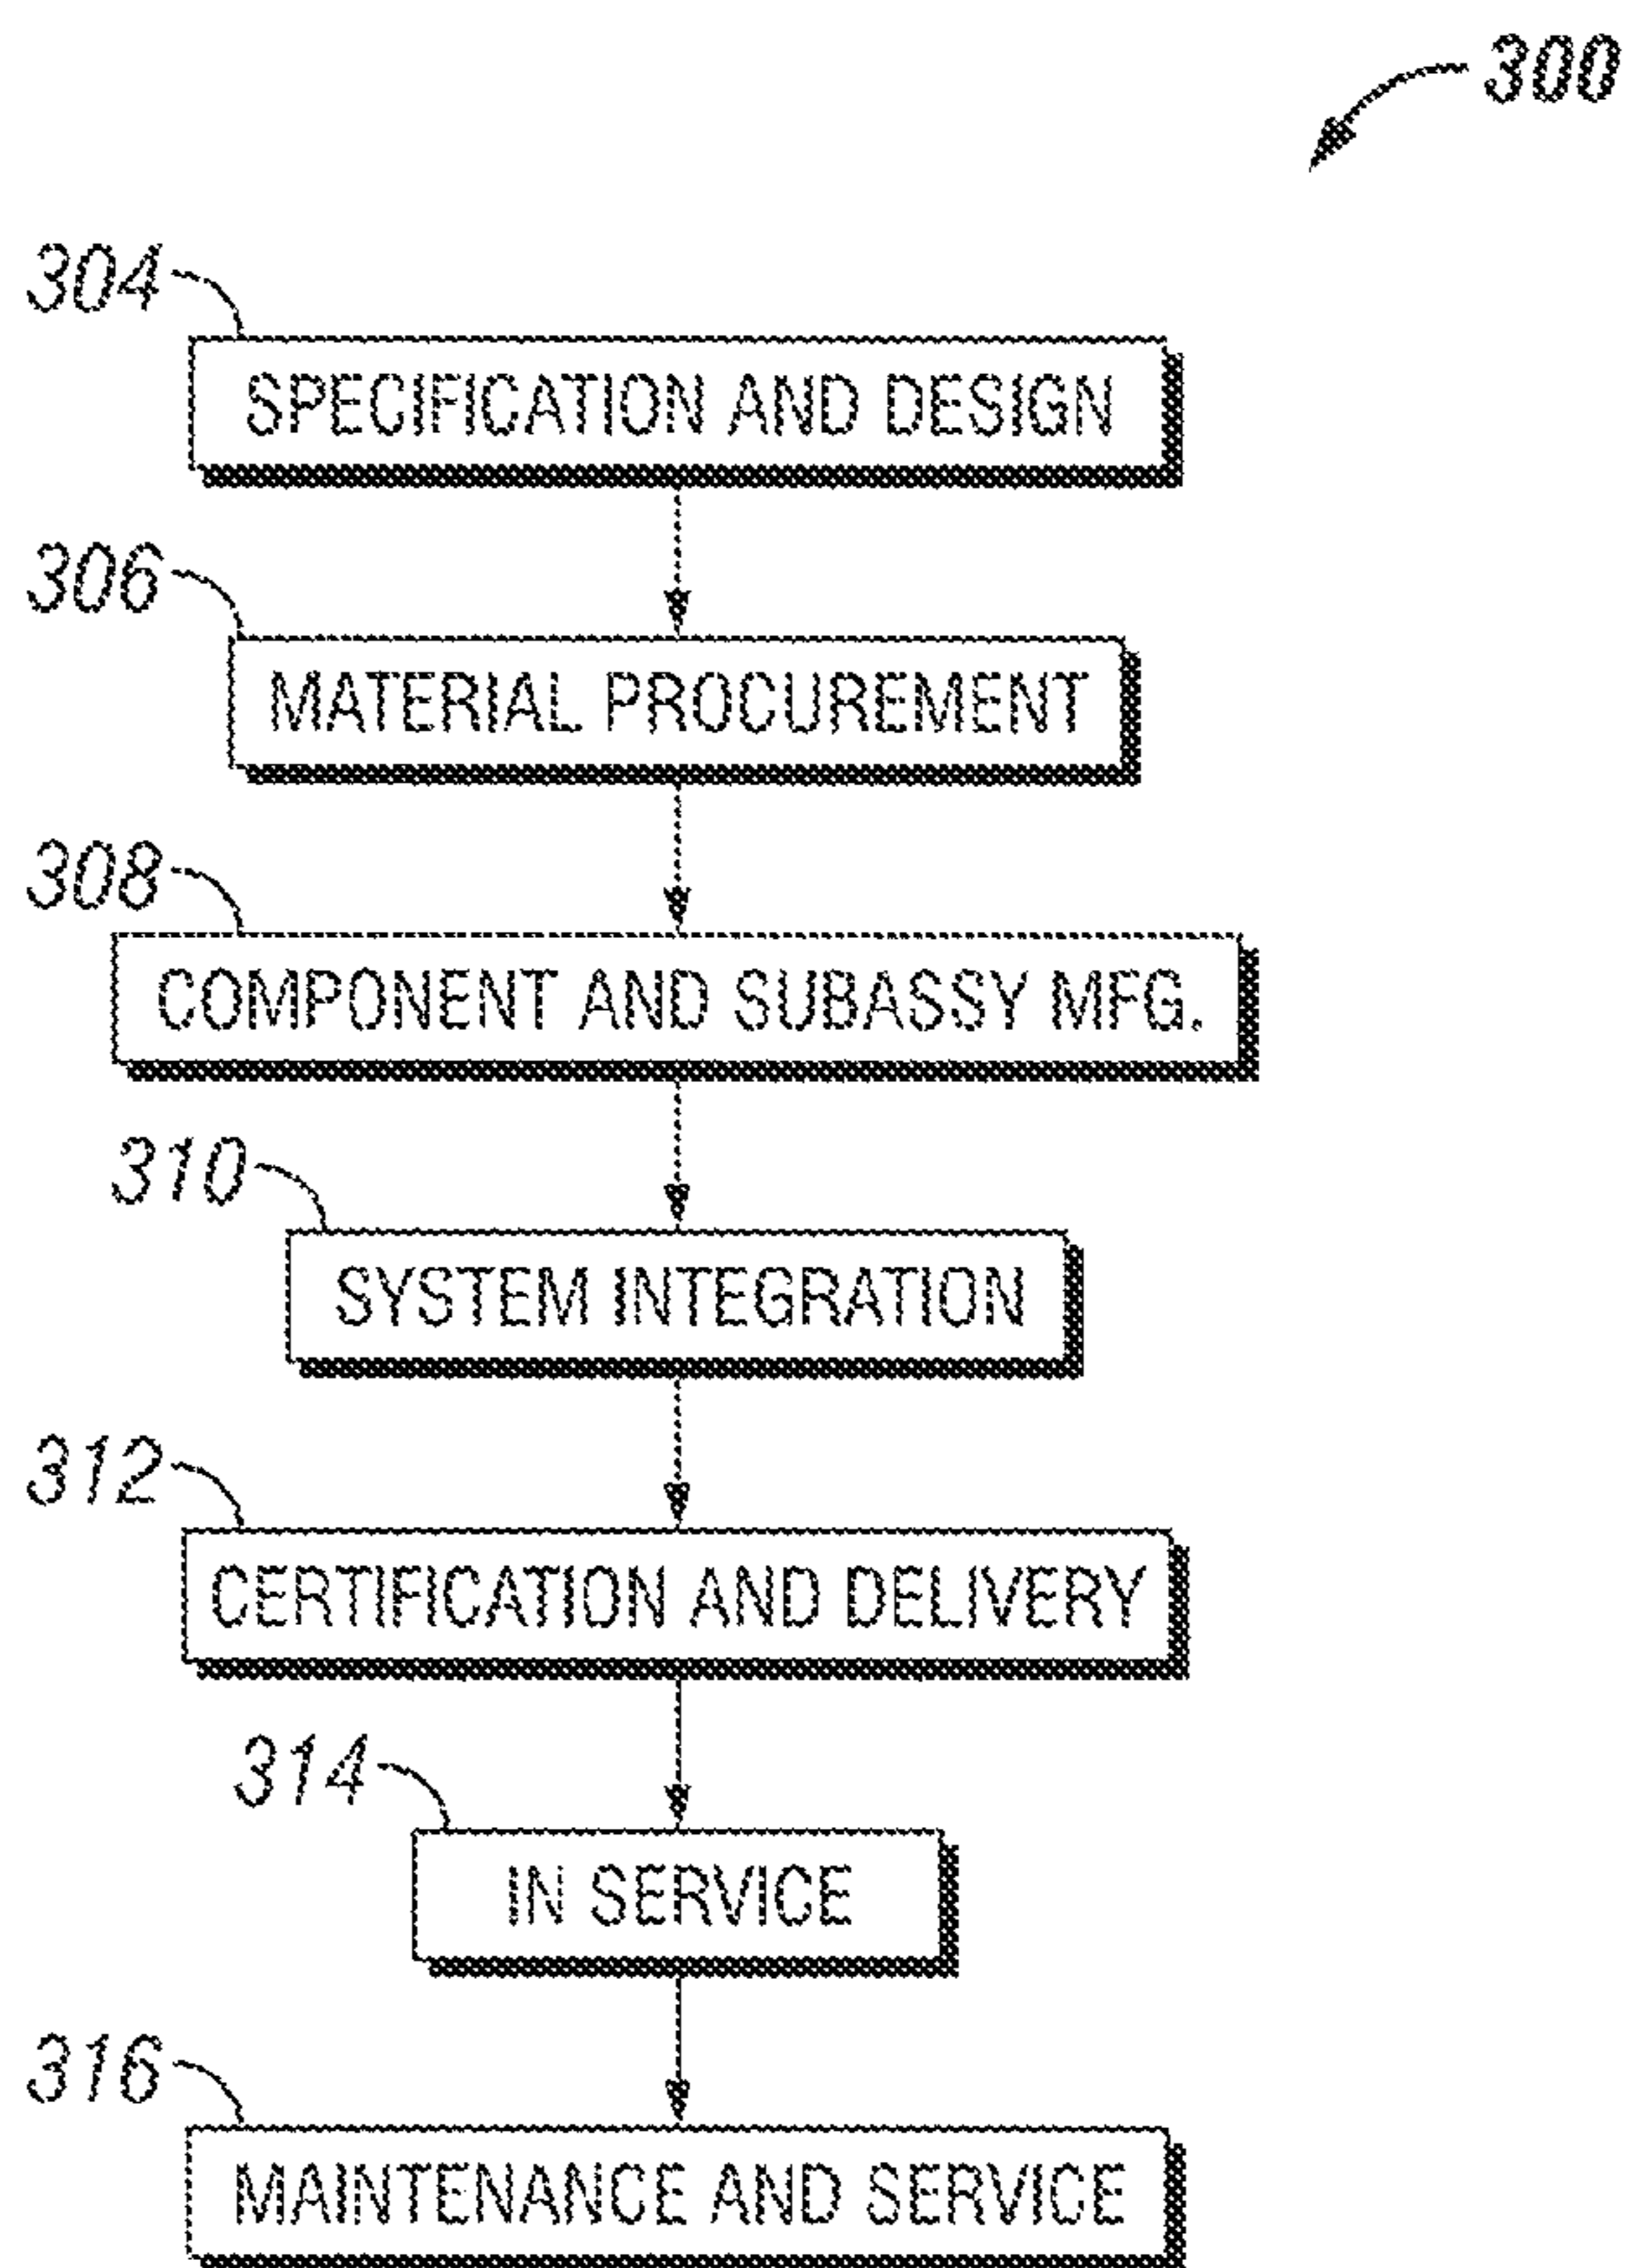 300
304
SPECIFICATION AND DESIGN
306
MATERIAL PROCUREMENT
308
COMPONENT AND SUBASSY MFG.
310
SYSTEM INTEGRATION
312
CERTIFICATION AND DELIVERY
314
IN SERVICE
316
MAINTENANCE AND SERVICE